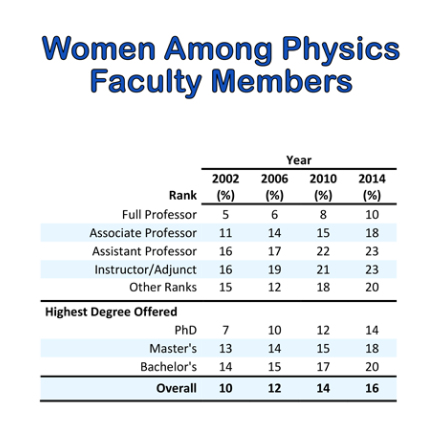 Women Among Physics
Faculty Members
Year
2002 2006 2010 2014
Rank (%) (%) (%) (%)
Full Professor 5 6 8 10
Associate Professor 11 14 15 18
Assistant Professor 16 17 22 23
Instructor/Adjunct 16 19 21 23
Other Ranks 15 12 18 20
Highest Degree Offered
PhD 7 10 12 14
Master's 13 14 15 18
Bachelor's 14 15 17 20
Overall 10 12 14 16